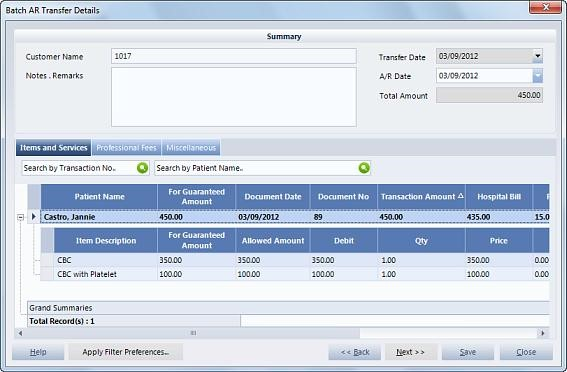 Batch AR Transfer Details
Summary
Customer Name 1017 Transfer Date 03/09/2012
Notes . Remarks A/R Date 03/09/2012
Total Amount 450.00
Items and Services Professional Fees Miscellaneous
Search by Transaction No.. Search by Patient Name..
Patient Name For Guaranteed Amount Document Date Document No Transaction Amount Hospital Bill
Castro, Jannie 450.00 03/09/2012 89 450.00 435.00 15.0
Item Description For Guaranteed Amount Allowed Amount Debit Qty Price
CBC 350.00 350.00 350.00 1.00 350.00 0.00
CBC with Platelet 100.00 100.00 100.00 1.00 100.00 0.00
Grand Summaries
Total Record(s) : 1
Help Apply Filter Preferences.. << Back Next >> Save Close